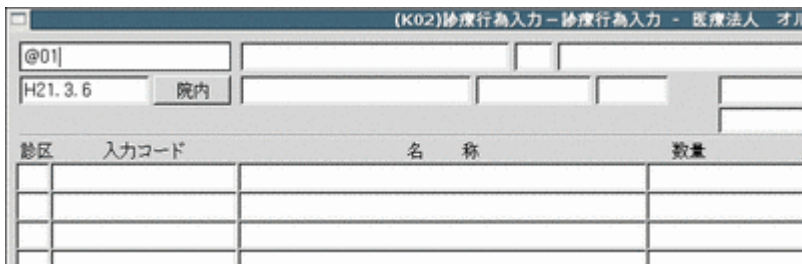 (K02)診療行為入力－診療行為入力 - 医療法人 オル
@01
H21. 3. 6 院内
診区 入力コード 名 称 数量